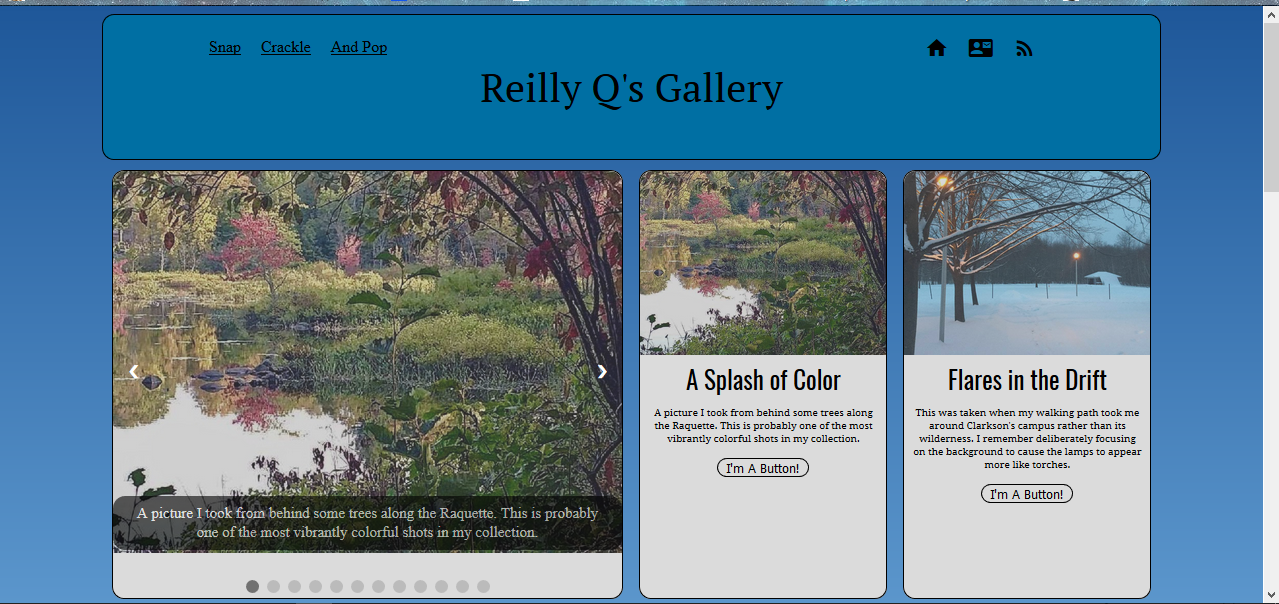 Snap Crackle And Pop
Reilly Q's Gallery
A picture I took from behind some trees along the Raquette. This is probably
one of the most vibrantly colorful shots in my collection.
A Splash of Color
A picture I took from behind some trees along
the Raquette. This is probably one of the most
vibrantly colorful shots in my collection.
I'm A Button!
Flares in the Drift
This was taken when my walking path took me
around Clarkson's campus rather than its
wilderness. I remember deliberately focusing
on the background to cause the lamps to appear
more like torches.
I'm A Button!